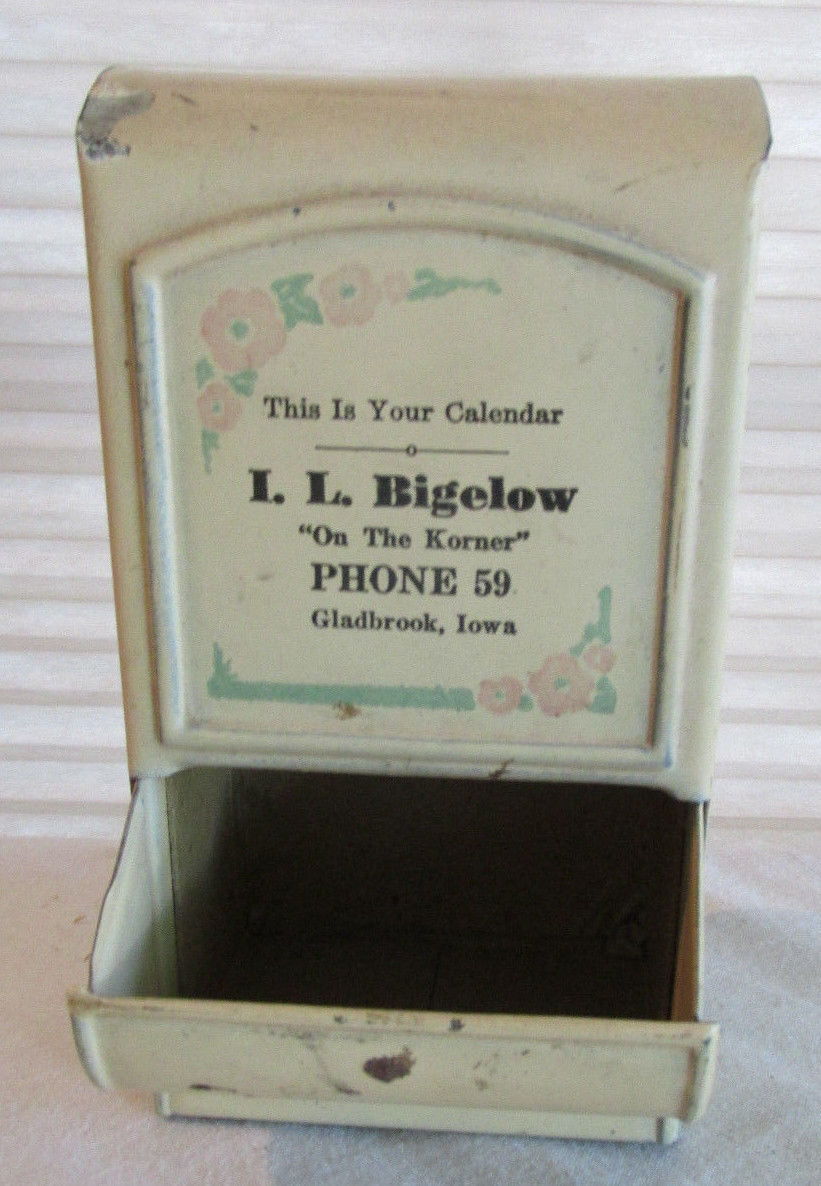 This Is Your Calendar
I. L. Bigelow
"On The Korner"
PHONE 59
Gladbrook, Iowa